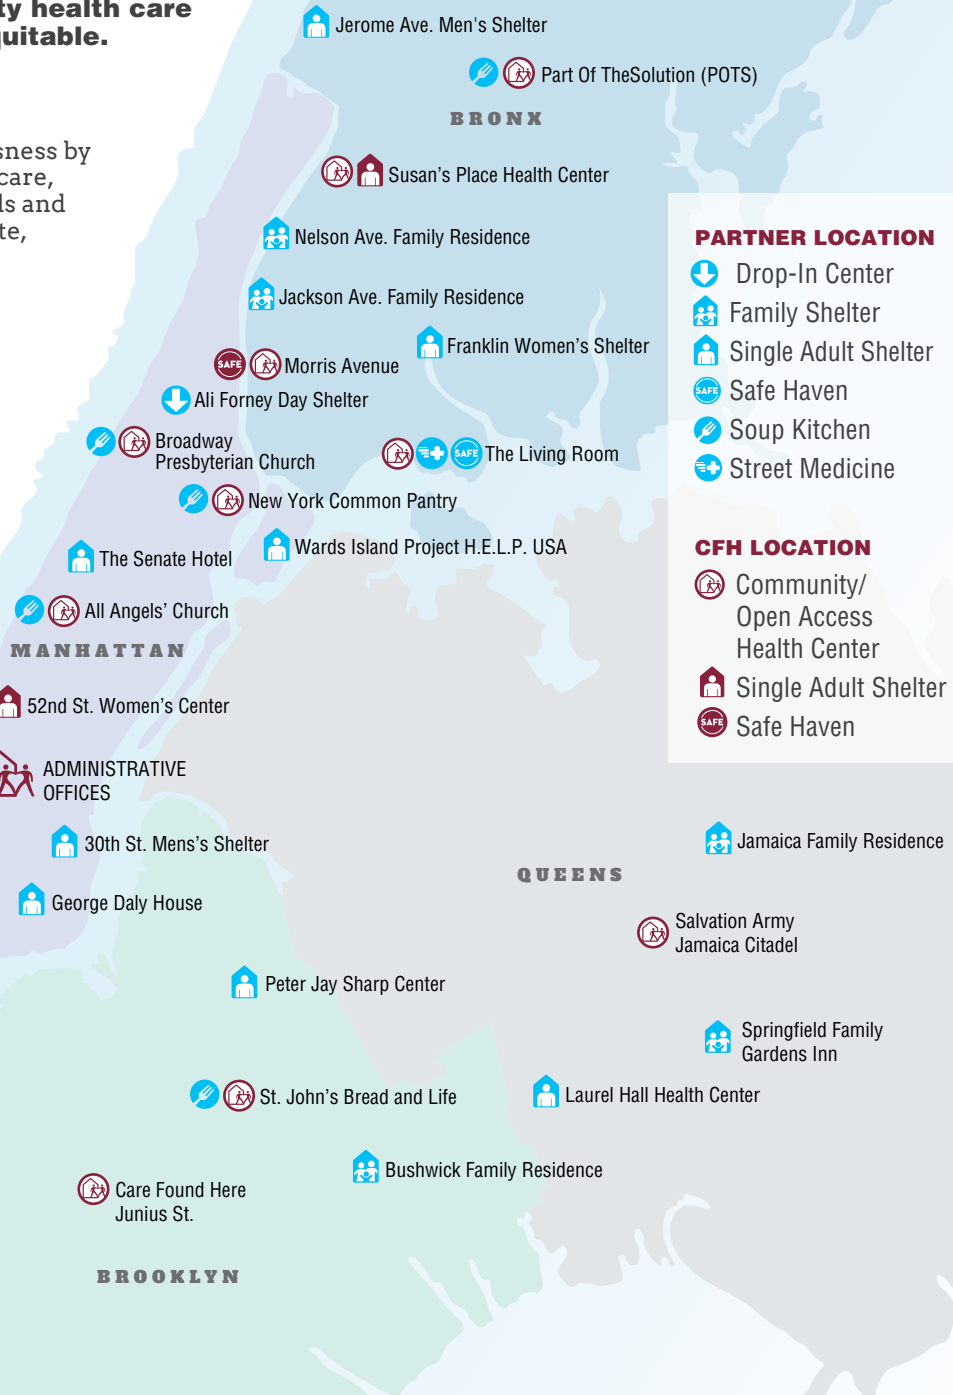 ty health care
uitable.
sness by
care,
ls and
te,
Jerome Ave. Men's Shelter
Part Of TheSolution (POTS)
BRONX
Susan’s Place Health Center
Nelson Ave. Family Residence
Jackson Ave. Family Residence
Franklin Women’s Shelter
SAFE
Morris Avenue
Ali Forney Day Shelter
Broadway
Presbyterian Church
SAFE
The Living Room
New York Common Pantry
Wards Island Project H.E.L.P. USA
The Senate Hotel
All Angels’ Church
MANHATTAN
52nd St. Women’s Center
ADMINISTRATIVE
OFFICES
30th St. Mens’s Shelter
George Daly House
Peter Jay Sharp Center
St. John’s Bread and Life
Bushwick Family Residence
Care Found Here
Junius St.
BROOKLYN
QUEENS
Jamaica Family Residence
Salvation Army
Jamaica Citadel
Springfield Family
Gardens Inn
Laurel Hall Health Center
PARTNER LOCATION
Drop-In Center
Family Shelter
Single Adult Shelter
SAFE
Safe Haven
Soup Kitchen
Street Medicine
CFH LOCATION
Community/
Open Access
Health Center
Single Adult Shelter
SAFE
Safe Haven